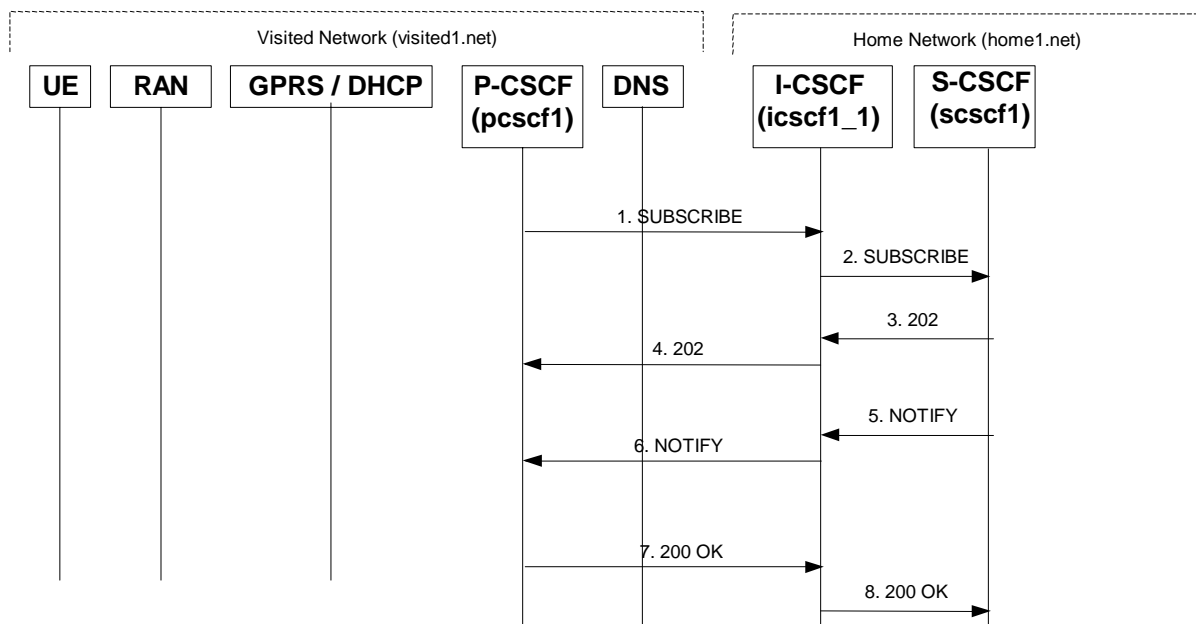 Visited Network (visited1.net)
Home Network (home1.net)
UE
RAN
GPRS / DHCP
P-CSCF
(pcscf1)
DNS
I-CSCF
(icscf1_1)
S-CSCF
(scscf1)
1. SUBSCRIBE
2. SUBSCRIBE
3. 202
4. 202
5. NOTIFY
6. NOTIFY
7. 200 OK
8. 200 OK